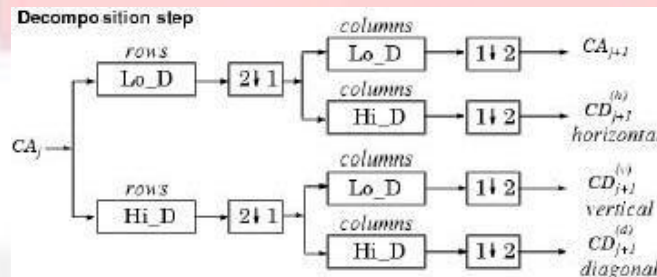 Decomposition step
rows
Lo_D
2↓1
columns
Lo_D
1↓2
CA_{j+1}
columns
Hi_D
1↓2
CD_{j+1}^{(h)}
horizontal
CA_j
rows
Hi_D
2↓1
columns
Lo_D
1↓2
CD_{j+1}^{(v)}
vertical
columns
Hi_D
1↓2
CD_{j+1}^{(d)}
diagonal